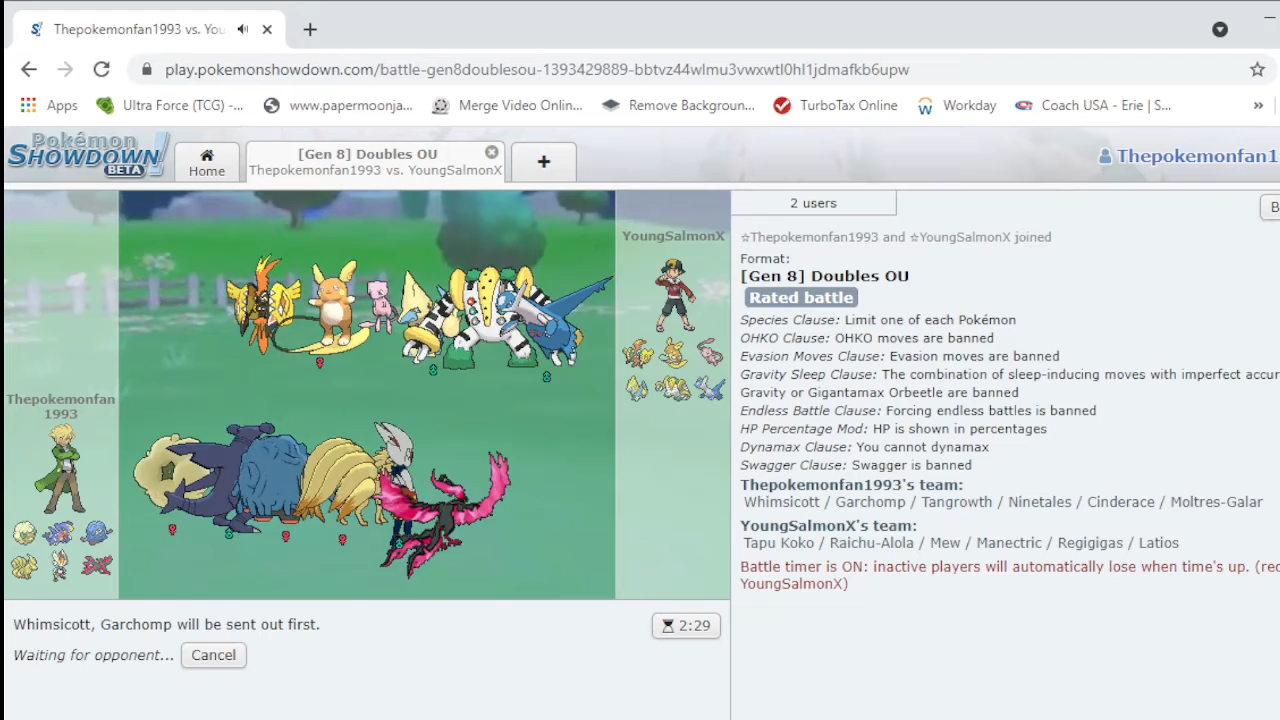 Thepokemonfan1993 vs. You
play.pokemonshowdown.com/battle-gen8doublesou-1393429889-bbtvz44wlmu3vwxwtl0hl1jdmafkb6upw
Apps Ultra Force (TCG) -... www.papermoonja... Merge Video Onlin... Remove Backgroun... TurboTax Online Workday Coach USA - Erie | S... »
Pokémon
SHOWDOWN!
BETA
Home
[Gen 8] Doubles OU
Thepokemonfan1993 vs. YoungSalmonX
Thepokemonfan1
2 users
B
YoungSalmonX
Thepokemonfan
1993
☆Thepokemonfan1993 and ☆YoungSalmonX joined
Format:
[Gen 8] Doubles OU
Rated battle
Species Clause: Limit one of each Pokémon
OHKO Clause: OHKO moves are banned
Evasion Moves Clause: Evasion moves are banned
Gravity Sleep Clause: The combination of sleep-inducing moves with imperfect accur
Gravity or Gigantamax Orbeetle are banned
Endless Battle Clause: Forcing endless battles is banned
HP Percentage Mod: HP is shown in percentages
Dynamax Clause: You cannot dynamax
Swagger Clause: Swagger is banned
Thepokemonfan1993's team:
Whimsicott / Garchomp / Tangrowth / Ninetales / Cinderace / Moltres-Galar
YoungSalmonX's team:
Tapu Koko / Raichu-Alola / Mew / Manectric / Regigigas / Latios
Battle timer is ON: inactive players will automatically lose when time's up. (rec
YoungSalmonX)
Whimsicott, Garchomp will be sent out first.
2:29
Waiting for opponent... Cancel